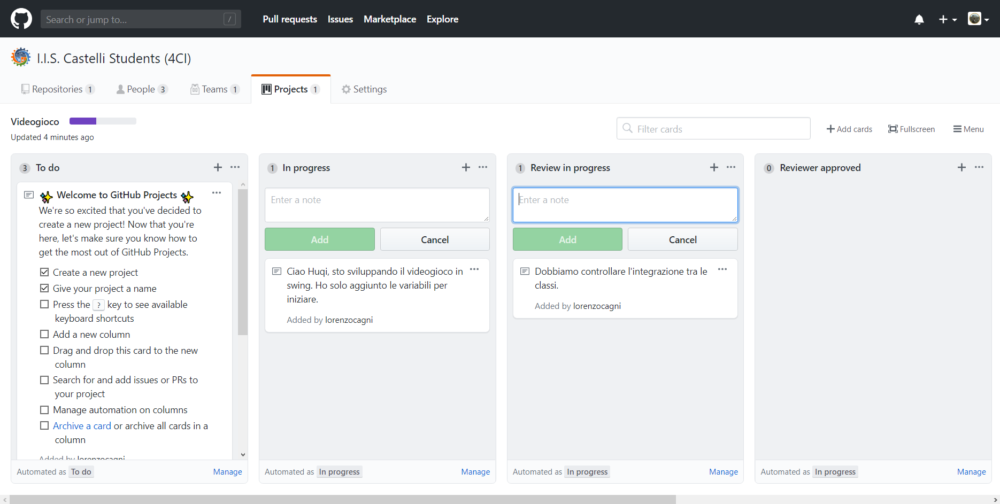 Search or jump to...
/
Pull requests
Issues
Marketplace
Explore
I.I.S. Castelli Students (4CI)
Repositories 1
People 3
Teams 1
Projects 1
Settings
Videogioco
Updated 4 minutes ago
Filter cards
Add cards
Fullscreen
Menu
3 To do
Welcome to GitHub Projects
We're so excited that you've decided to
create a new project! Now that you're
here, let's make sure you know how to
get the most out of GitHub Projects.
Create a new project
Give your project a name
Press the ? key to see available
keyboard shortcuts
Add a new column
Drag and drop this card to the new
column
Search for and add issues or PRs to
your project
Manage automation on columns
Archive a card or archive all cards in a
column
Added by lorenzocagni
Automated as To do
Manage
1 In progress
Enter a note
Add
Cancel
Ciao Huqi, sto sviluppando il videogioco in
swing. Ho solo aggiunto le variabili per
iniziare.
Added by lorenzocagni
Automated as In progress
Manage
1 Review in progress
Enter a note
Add
Cancel
Dobbiamo controllare l'integrazione tra le
classi.
Added by lorenzocagni
Automated as In progress
Manage
0 Reviewer approved
Automated as In progress
Manage